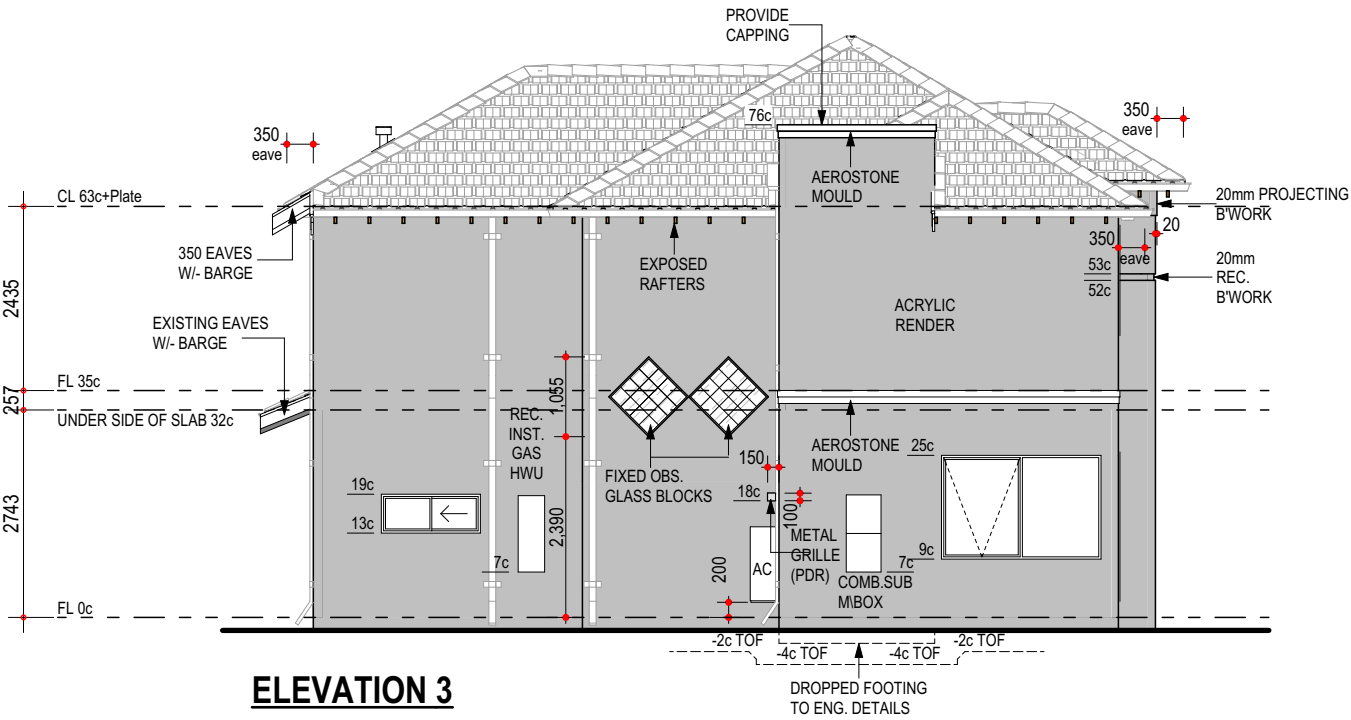 PROVIDE
CAPPING
76c
350
eave
350
eave
AEROSTONE
MOULD
CL 63c+Plate
20mm PROJECTING
B'WORK
20
350 EAVES
W/- BARGE
EXPOSED
RAFTERS
350
eave
53c
52c
20mm
REC.
B'WORK
2435
ACRYLIC
RENDER
EXISTING EAVES
W/- BARGE
FL 35c
257
UNDER SIDE OF SLAB 32c
1,055
REC.
INST.
GAS
HWU
AEROSTONE
MOULD
25c
150
FIXED OBS.
GLASS BLOCKS
19c
18c
13c
100
2743
2,390
METAL
GRILLE
(PDR)
7c
200
AC
7c
9c
COMB.SUB
M\BOX
FL 0c
-2c TOF
-4c TOF
-4c TOF
-2c TOF
ELEVATION 3
DROPPED FOOTING
TO ENG. DETAILS